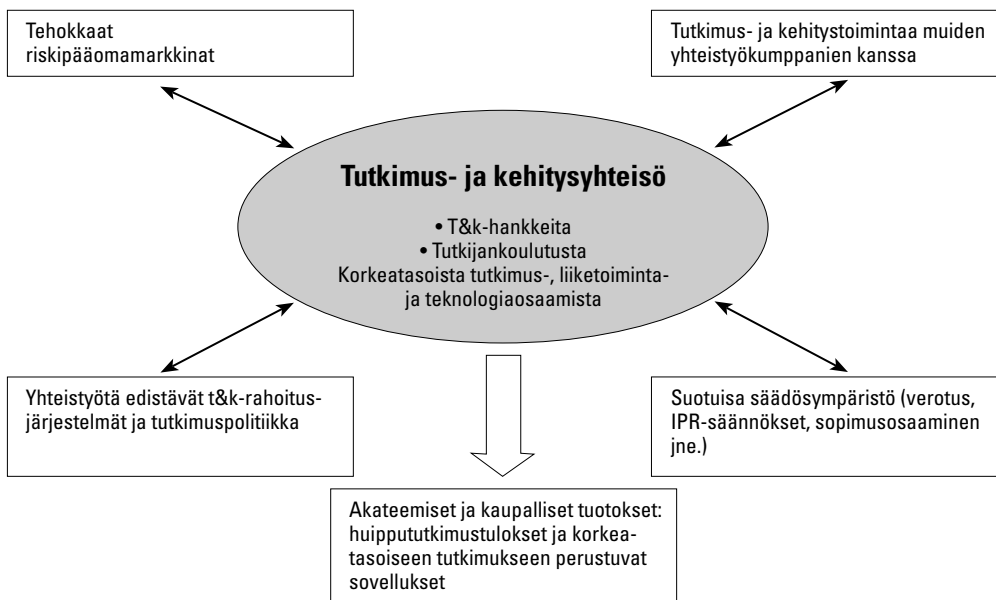 Tehokkaat
riskipääomamarkkinat
Tutkimus- ja kehitystoimintaa muiden
yhteistyökumppanien kanssa
Tutkimus- ja kehitysyhteisö
• T&k-hankkeita
• Tutkijankoulutusta
Korkeatasoista tutkimus-, liiketoiminta-
ja teknologiaosaamista
Yhteistyötä edistävät t&k-rahoitus-
järjestelmät ja tutkimuspolitiikka
Suotuisa säädösympäristö (verotus,
IPR-säännökset, sopimusosaaminen
jne.)
Akateemiset ja kaupalliset tuotokset:
huippututkimustulokset ja korkea-
tasoiseen tutkimukseen perustuvat
sovellukset